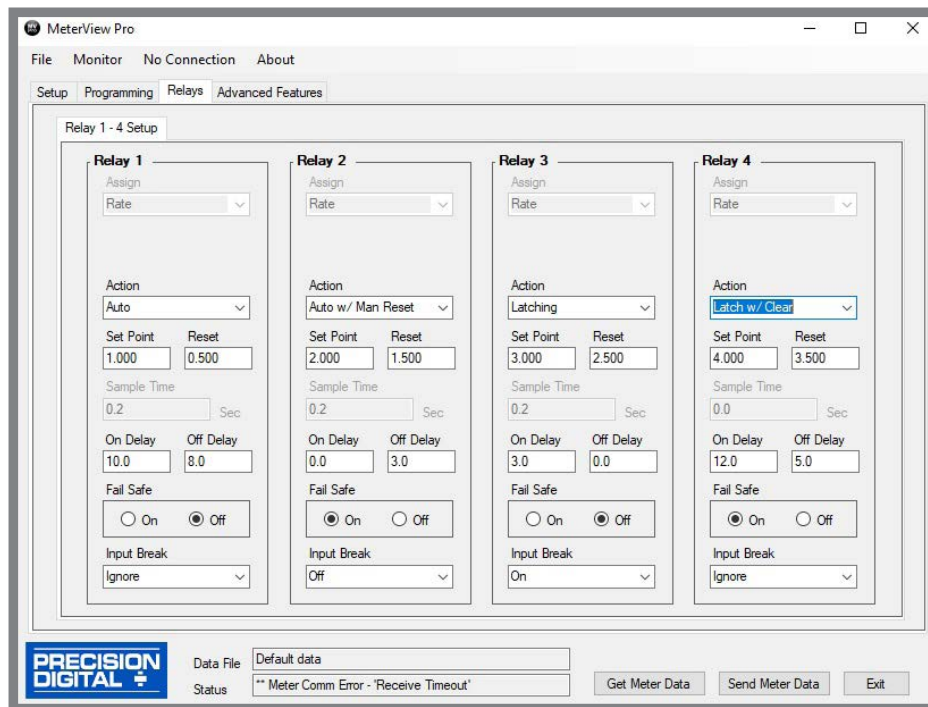 MeterView Pro
File Monitor No Connection About
Setup Programming Relays Advanced Features
Relay 1 - 4 Setup
Relay 1
Assign
Rate
Action
Auto
Set Point Reset
1.000 0.500
Sample Time
0.2 Sec
On Delay Off Delay
10.0 8.0
Fail Safe
On Off
Input Break
Ignore
Relay 2
Assign
Rate
Action
Auto w/ Man Reset
Set Point Reset
2.000 1.500
Sample Time
0.2 Sec
On Delay Off Delay
0.0 3.0
Fail Safe
On Off
Input Break
Off
Relay 3
Assign
Rate
Action
Latching
Set Point Reset
3.000 2.500
Sample Time
0.2 Sec
On Delay Off Delay
3.0 0.0
Fail Safe
On Off
Input Break
On
Relay 4
Assign
Rate
Action
Latch w/ Clear
Set Point Reset
4.000 3.500
Sample Time
0.0 Sec
On Delay Off Delay
12.0 5.0
Fail Safe
On Off
Input Break
Ignore
PRECISION
DIGITAL
Data File Default data
Status ** Meter Comm Error - 'Receive Timeout'
Get Meter Data Send Meter Data Exit